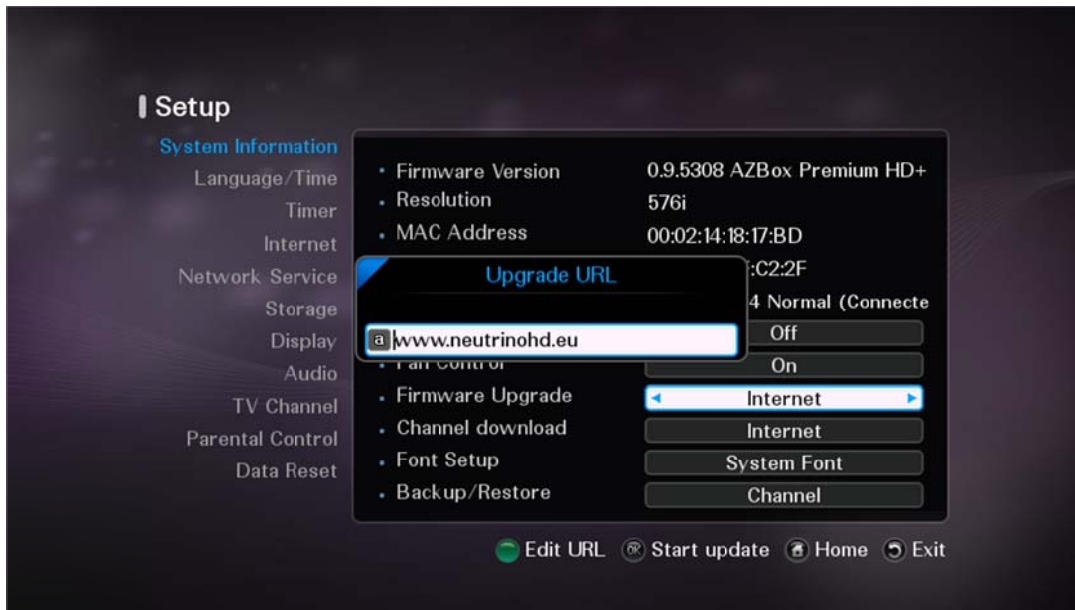 Setup
System Information
Language/Time
Timer
Internet
Network Service
Storage
Display
Audio
TV Channel
Parental Control
Data Reset
Firmware Version 0.9.5308 AZBox Premium HD+
Resolution 576i
MAC Address 00:02:14:18:17:BD
:C2:2F
4 Normal (Connecte
Upgrade URL
a www.neutrinohd.eu
Off
Fan Control On
Firmware Upgrade Internet
Channel download Internet
Font Setup System Font
Backup/Restore Channel
Edit URL OK Start update Home Exit